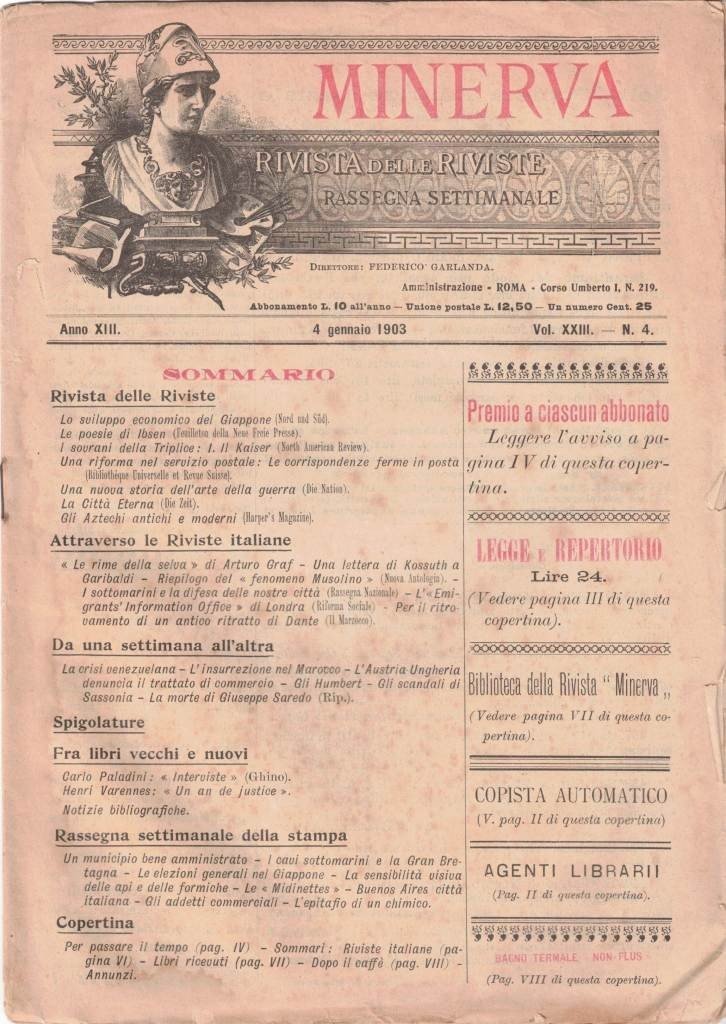 MINERVA
RIVISTA DELLE RIVISTE
RASSEGNA SETTIMANALE
DIRETTORE: FEDERICO GARLANDA.
Amministrazione - ROMA - Corso Umberto I, N. 219.
Abbonamento L. 10 all'anno — Unione postale L. 12,50 — Un numero Cent. 25
Anno XIII.
4 gennaio 1903
Vol. XXIII. — N. 4.
SOMMARIO
Rivista delle Riviste
Lo sviluppo economico del Giappone (Nord und Süd).
Le poesie di Ibsen (Feuilleton della Neue Freie Presse).
I sovrani della Triplice: I. Il Kaiser (North American Review).
Una riforma nel servizio postale: Le corrispondenze ferme in posta
(Bibliothèque Universelle et Revue Suisse).
Una nuova storia dell'arte della guerra (Die Nation).
La Città Eterna (Die Zeit).
Gli Aztechi antichi e moderni (Harper's Magazine).
Attraverso le Riviste italiane
« Le rime della selva » di Arturo Graf - Una lettera di Kossuth a
Garibaldi - Riepilogo del « fenomeno Musolino » (Nuova Antologia). -
I sottomarini e la difesa delle nostre città (Rassegna Nazionale) - L'«Emi-
grants' Information Office » di Londra (Riforma Sociale) - Per il ritro-
vamento di un antico ritratto di Dante (Il Marzocco).
Da una settimana all'altra
La crisi venezuelana - L'insurrezione nel Marocco - L'Austria-Ungheria
denuncia il trattato di commercio - Gli Humbert - Gli scandali di
Sassonia - La morte di Giuseppe Saredo (Rip.).
Spigolature
Fra libri vecchi e nuovi
Carlo Paladini: « Interviste » (Ghino).
Henri Varennes: « Un an de justice ».
Notizie bibliografiche.
Rassegna settimanale della stampa
Un municipio bene amministrato - I cavi sottomarini e la Gran Bre-
tagna - Le elezioni generali nel Giappone - La sensibilità visiva
delle api e delle formiche - Le « Midinettes » - Buenos Aires città
italiana - Gli addetti commerciali - L'epitafio di un chimico.
Copertina
Per passare il tempo (pag. IV) - Sommari: Riviste italiane (pa-
gina VI) - Libri ricevuti (pag. VII) - Dopo il caffè (pag. VIII) -
Annunzi.
Premio a ciascun abbonato
Leggere l'avviso a pa-
gina IV di questa coper-
tina.
LEGGE E REPERTORIO
Lire 24.
(Vedere pagina III di questa
copertina).
Biblioteca della Rivista “ Minerva „
(Vedere pagina VII di questa co-
pertina).
COPISTA AUTOMATICO
(V. pag. II di questa copertina)
AGENTI LIBRARII
(Pag. II di questa copertina).
BAGNO TERMALE NON-PLUS
(Pag. VIII di questa copertina).